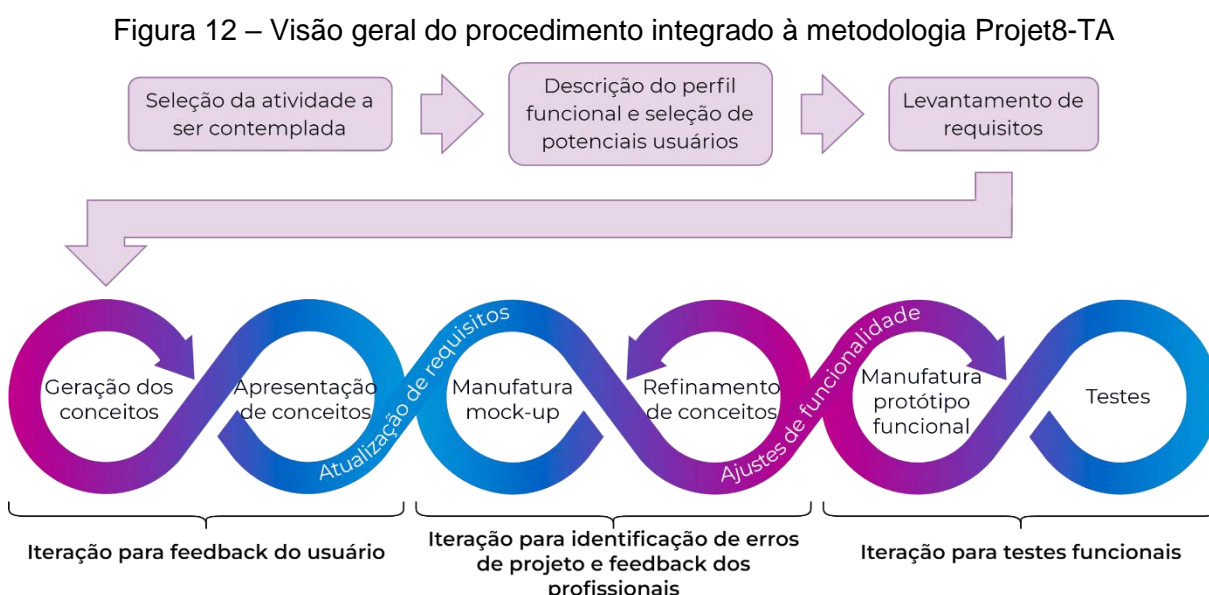 Figura 12 – Visão geral do procedimento integrado à metodologia Projet8-TA
Seleção da atividade a
ser contemplada
Descrição do perfil
funcional e seleção de
potenciais usuários
Levantamento de
requisitos
Geração dos
conceitos
Apresentação
de conceitos
Atualização de requisitos
Manufatura
mock-up
Refinamento
de conceitos
Ajustes de funcionalidade
Manufatura
protótipo
funcional
Testes
Iteração para feedback do usuário
Iteração para identificação de erros
de projeto e feedback dos
profissionais
Iteração para testes funcionais